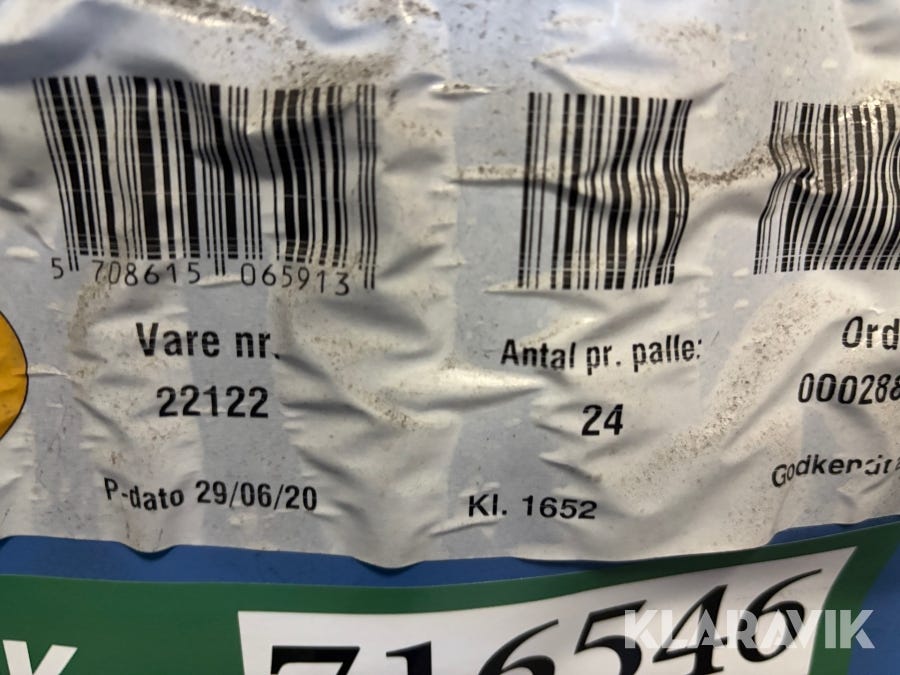 5 708615 065913
Vare nr.
22122
P-dato 29/06/20
Antal pr. palle:
24
Kl. 1652
Ord
000288
Godkendt
716546
KLARAVIK